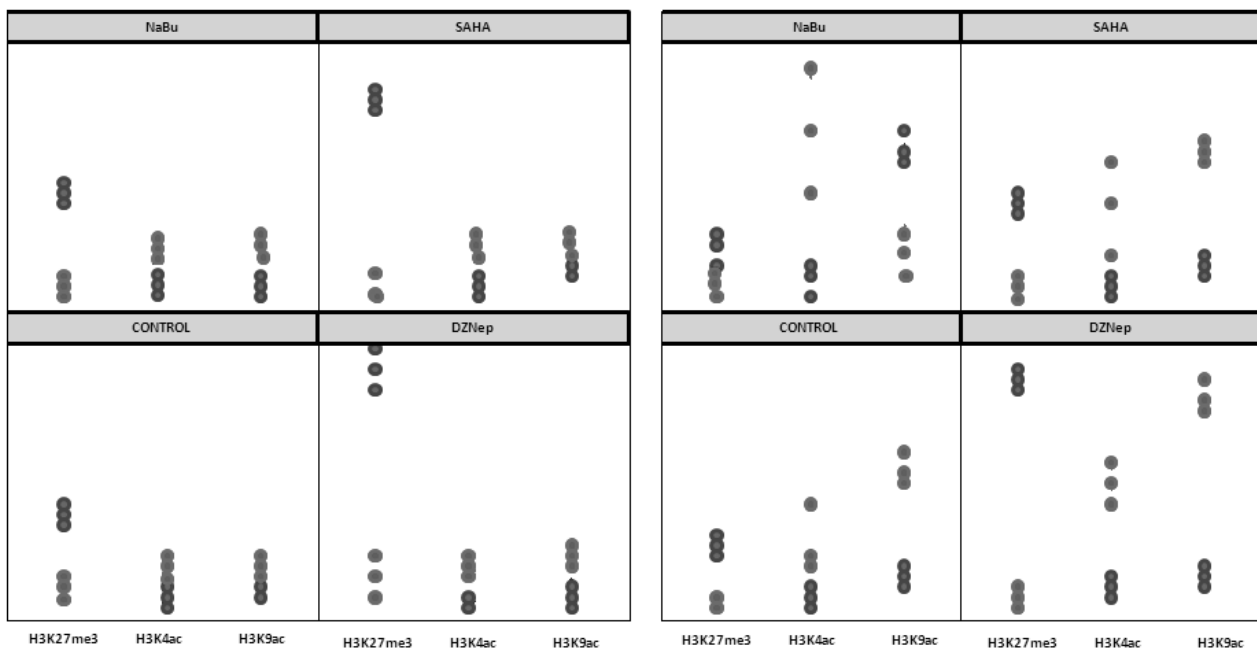 NaBu SAHA NaBu SAHA
CONTROL DZNep CONTROL DZNep
H3K27me3 H3K4ac H3K9ac H3K27me3 H3K4ac H3K9ac H3K27me3 H3K4ac H3K9ac H3K27me3 H3K4ac H3K9ac